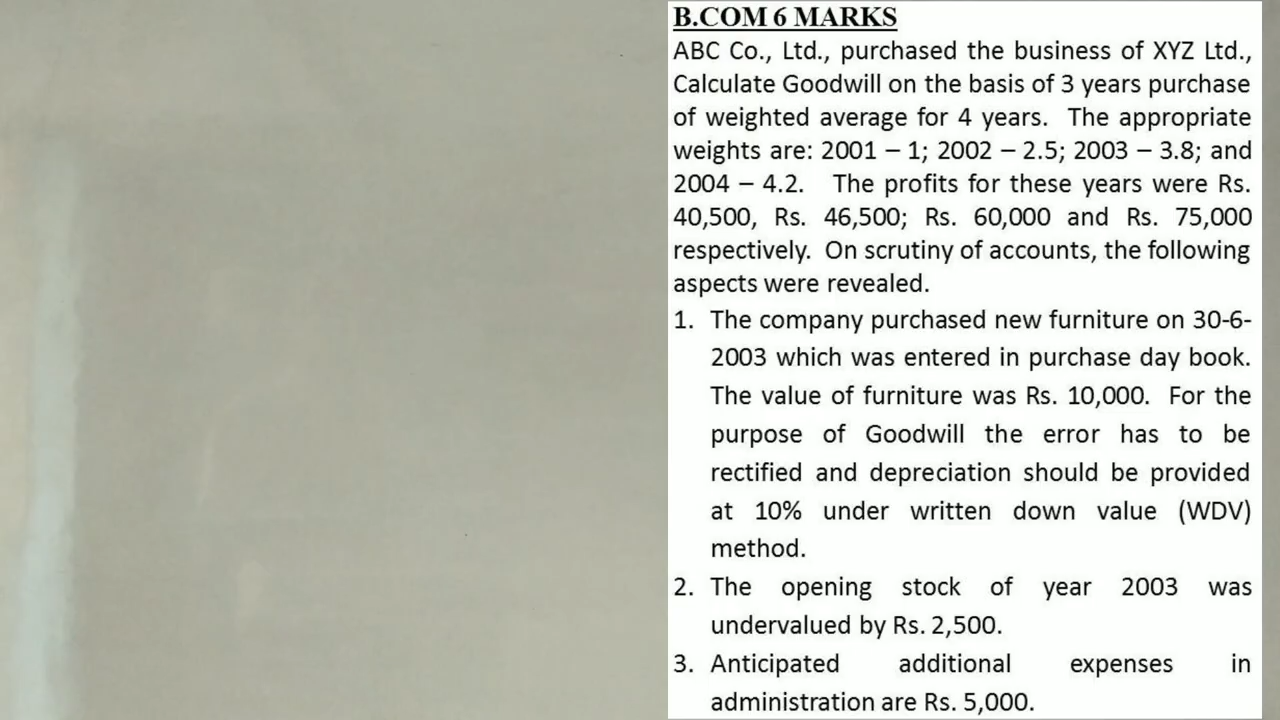 B.COM 6 MARKS
ABC Co., Ltd., purchased the business of XYZ Ltd.,
Calculate Goodwill on the basis of 3 years purchase
of weighted average for 4 years. The appropriate
weights are: 2001 – 1; 2002 – 2.5; 2003 – 3.8; and
2004 – 4.2. The profits for these years were Rs.
40,500, Rs. 46,500; Rs. 60,000 and Rs. 75,000
respectively. On scrutiny of accounts, the following
aspects were revealed.
1. The company purchased new furniture on 30-6-
2003 which was entered in purchase day book.
The value of furniture was Rs. 10,000. For the
purpose of Goodwill the error has to be
rectified and depreciation should be provided
at 10% under written down value (WDV)
method.
2. The opening stock of year 2003 was
undervalued by Rs. 2,500.
3. Anticipated additional expenses in
administration are Rs. 5,000.